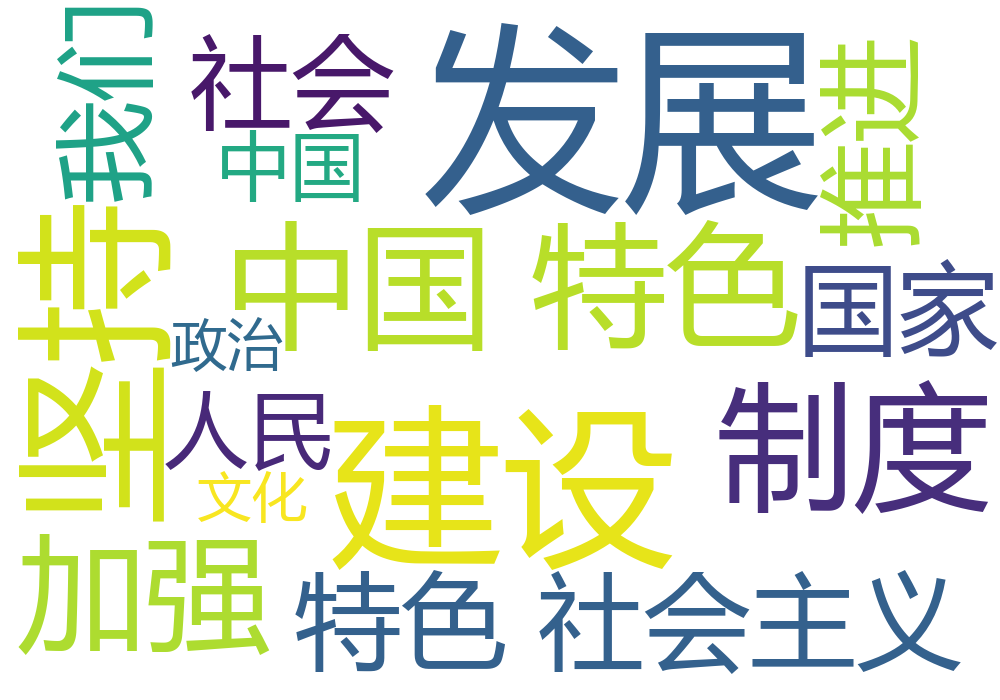 我们
社会
发展
推进
中国
坚持
中国 特色
国家
政治
人民
建设
制度
文化
加强
特色 社会主义